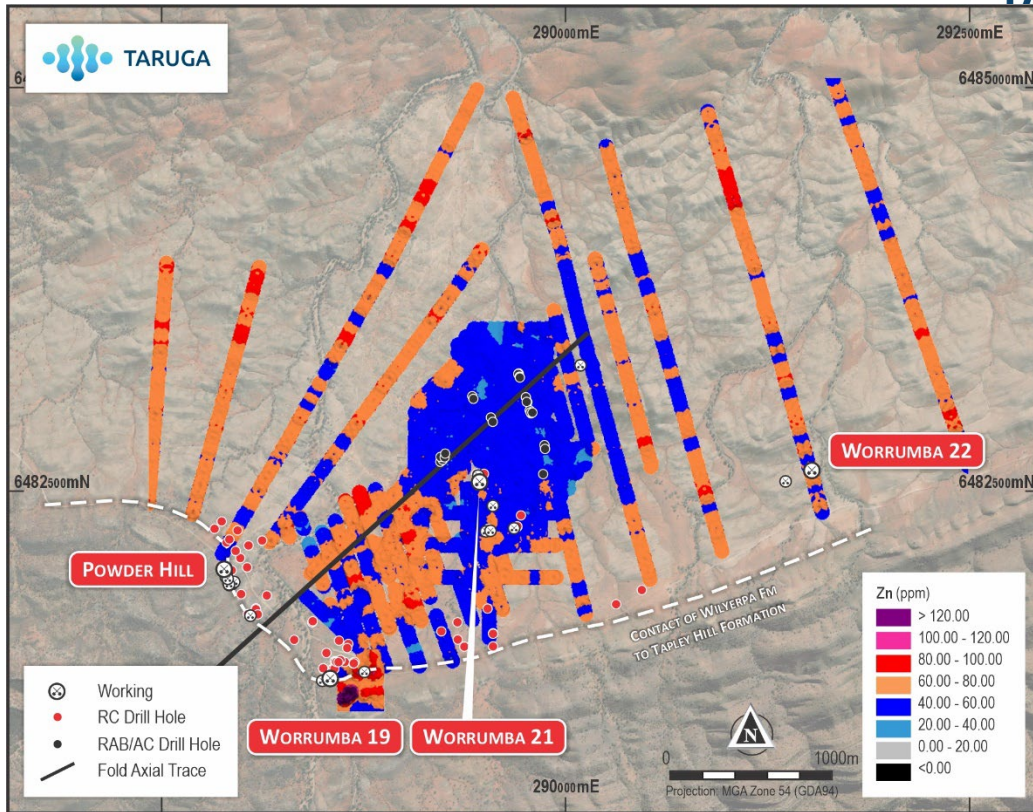 TARUGA
290000mE
292500mE
6485000mN
6482500mN
6482500mN
WORRUMBA 22
POWDER HILL
CONTACT OF WILYERPA FM
TO TAPLEY HILL FORMATION
Working
RC Drill Hole
RAB/AC Drill Hole
Fold Axial Trace
WORRUMBA 19
WORRUMBA 21
290000mE
N
0
1000m
Projection: MGA Zone 54 (GDA94)
Zn (ppm)
> 120.00
100.00 - 120.00
80.00 - 100.00
60.00 - 80.00
40.00 - 60.00
20.00 - 40.00
0.00 - 20.00
<0.00